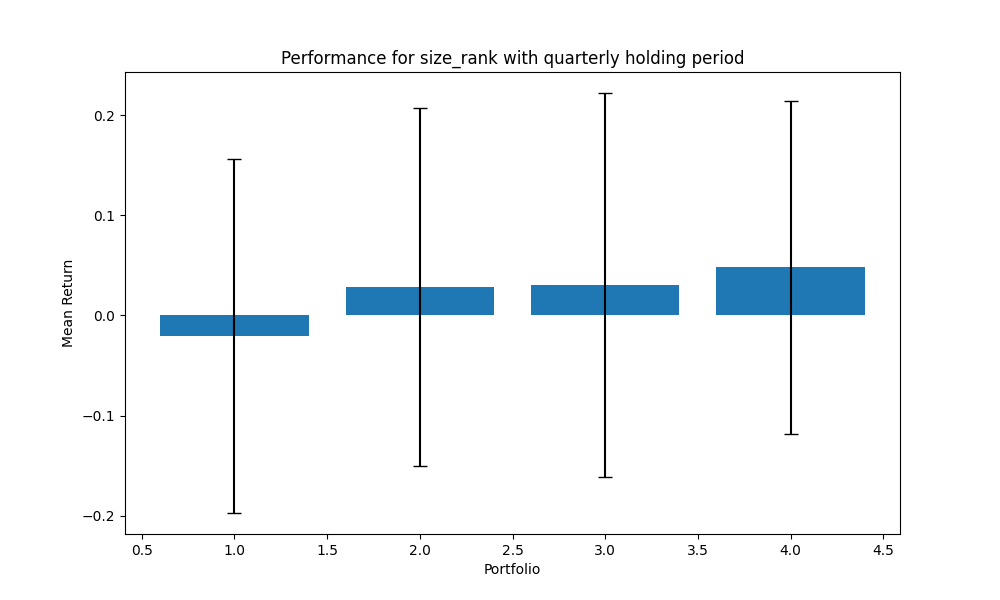 Performance for size_rank with quarterly holding period
0.2
0.1
0.0
−0.1
−0.2
Mean Return
0.5 1.0 1.5 2.0 2.5 3.0 3.5 4.0 4.5
Portfolio